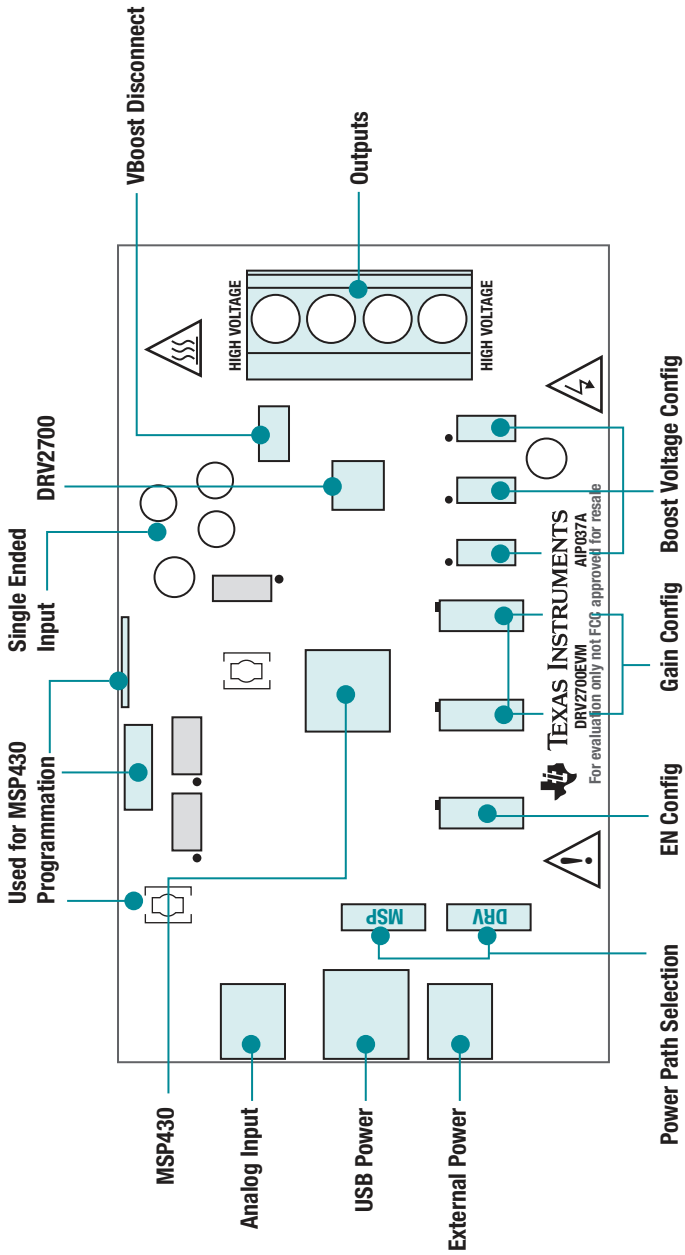 Used for MSP430
Programmation
Single Ended
Input
DRV2700
VBoost Disconnect
MSP430
Analog Input
USB Power
External Power
HIGH VOLTAGE
HIGH VOLTAGE
Outputs
MSP
DRV
TEXAS INSTRUMENTS
DRV2700EVM
AIP037A
For evaluation only not FCC approved for resale
Power Path Selection
EN Config
Gain Config
Boost Voltage Config